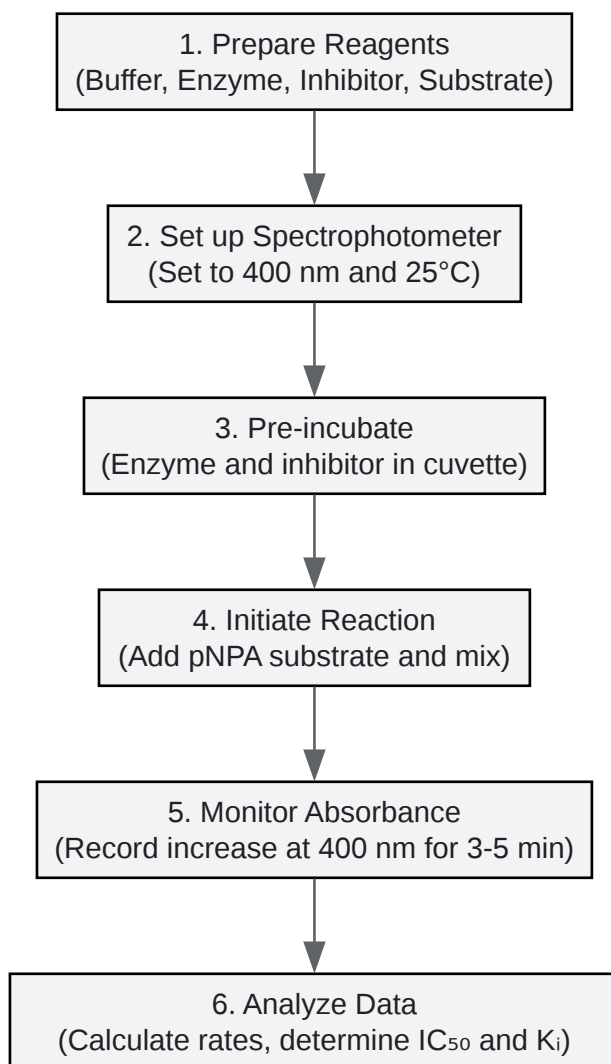 1. Prepare Reagents
(Buffer, Enzyme, Inhibitor, Substrate)
2. Set up Spectrophotometer
(Set to 400 nm and 25°C)
3. Pre-incubate
(Enzyme and inhibitor in cuvette)
4. Initiate Reaction
(Add pNPA substrate and mix)
5. Monitor Absorbance
(Record increase at 400 nm for 3-5 min)
6. Analyze Data
(Calculate rates, determine IC₅₀ and Kᵢ)